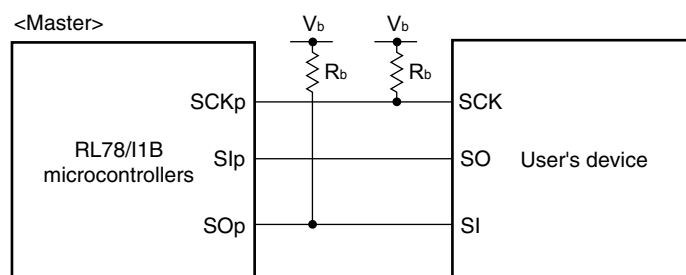 <Master>
Vb
Vb
Rb
Rb
SCKp
SCK
RL78/I1B
microcontrollers
SIp
SO
User's device
SOp
SI